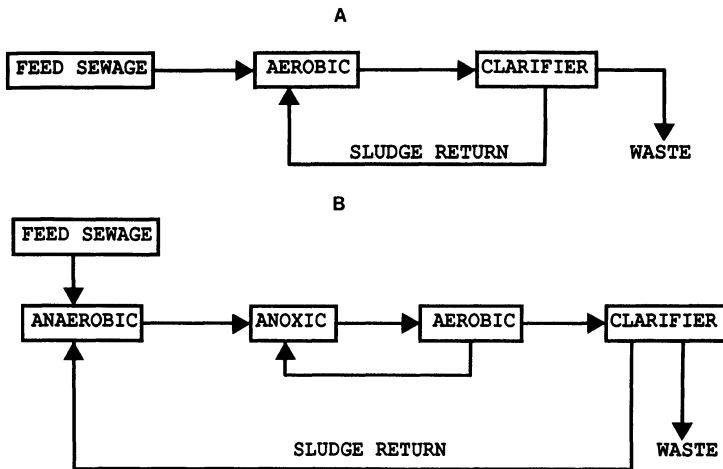 A
FEED SEWAGE
AEROBIC
CLARIFIER
SLUDGE RETURN
WASTE
B
FEED SEWAGE
ANAEROBIC
ANOXIC
AEROBIC
CLARIFIER
SLUDGE RETURN
WASTE